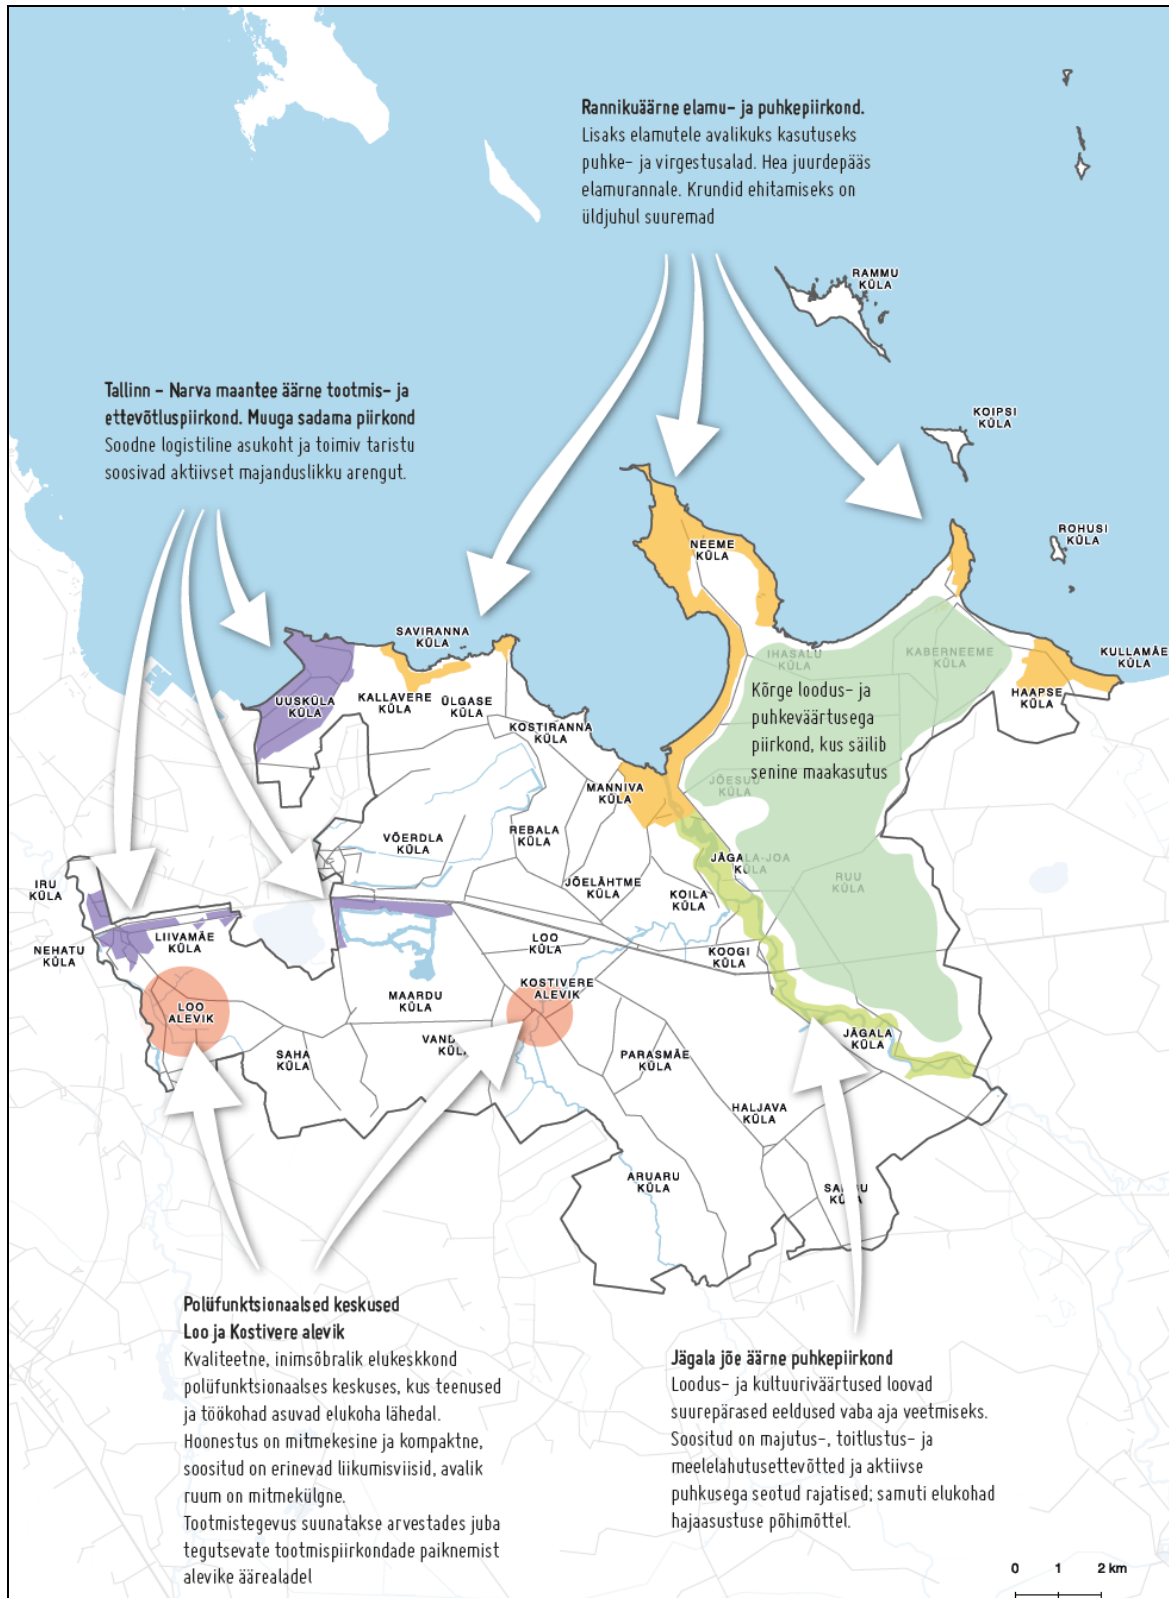 Rannikuäärne elamu- ja puhkepiirkond.
Lisaks elamutele avalikuks kasutuseks
puhke- ja virgestusalad. Hea juurdepääs
elamurannale. Krundid ehitamiseks on
üldjuhul suuremad
RAMMU
KÜLA
Tallinn - Narva maantee äärne tootmis- ja
ettevõtluspiirkond. Muuga sadama piirkond
Soodne logistiline asukoht ja toimiv taristu
soosivad aktiivset majanduslikku arengut.
KOIPSI
KÜLA
ROHUSI
KÜLA
NEEME
KÜLA
SAVIRANNA
KÜLA
IHASALU
KÜLA
KABERNEEME
KÜLA
KULLAMÄE
KÜLA
UUSKÜLA
KÜLA
KALLAVERE
KÜLA
ÜLGASE
KÜLA
HAAPSE
KÜLA
Kõrge loodus- ja
puhkeväärtusega
piirkond, kus säilib
senine maakasutus
KOSTIRANNA
KÜLA
MANNIVA
KÜLA
JÕESUU
KÜLA
VÕERDLA
KÜLA
REBALA
KÜLA
JÄGALA-JOA
KÜLA
RUU
KÜLA
JÕELÄHTME
KÜLA
KOILA
KÜLA
IRU
KÜLA
NEHATU
KÜLA
LIIVAMÄE
KÜLA
LOO
KÜLA
KOOGI
KÜLA
KOSTIVERE
ALEVIK
MAARDU
KÜLA
LOO
ALEVIK
JÄGALA
KÜLA
SAHA
KÜLA
PARASMÄE
KÜLA
HALJAVA
KÜLA
ARUARU
KÜLA
Polüfunktsionaalsed keskused
Loo ja Kostivere alevik
Kvaliteetne, inimsõbralik elukeskkond
polüfunktsionaalses keskuses, kus teenused
ja töökohad asuvad elukoha lähedal.
Hoonestus on mitmekesine ja kompaktne,
soositud on erinevad liikumisviisid, avalik
ruum on mitmekülgne.
Tootmistegevus suunatakse arvestades juba
tegutsevate tootmispiirkondade paiknemist
alevike äärealadel
Jägala jõe äärne puhkepiirkond
Loodus- ja kultuuriväärtused loovad
suurepärased eeldused vaba aja veetmiseks.
Soositud on majutus-, toitlustus- ja
meelelahutusettevõtted ja aktiivse
puhkusega seotud rajatised; samuti elukohad
hajaasustuse põhimõttel.
0 1 2 km